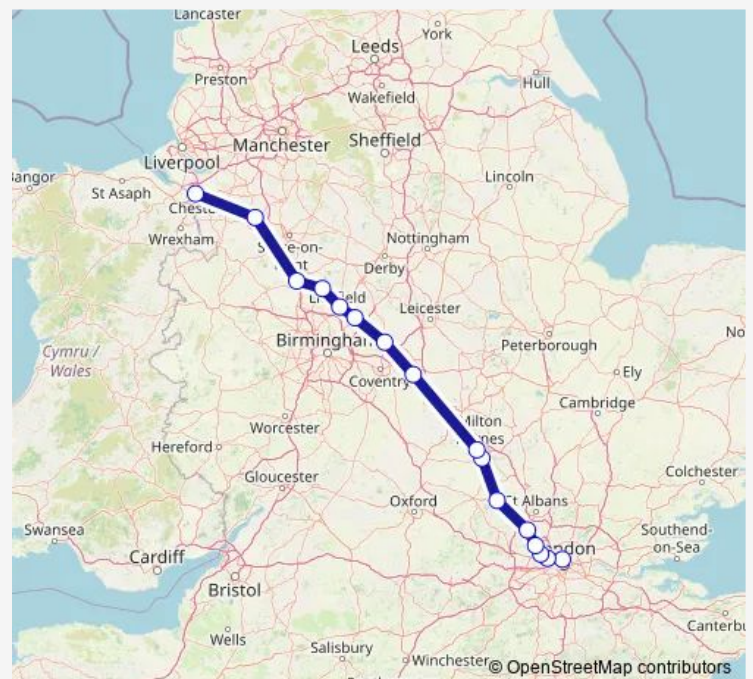 Lancaster
York
Leeds
Preston
Hull
Wakefield
Manchester
Sheffield
Liverpool
Lincoln
St Asaph
Wrexham
Nottingham
Derby
Leicester
Birmingham
Peterborough
Cymru /
Wales
Ely
Coventry
Cambridge
Worcester
Hereford
Gloucester
Colchester
Oxford
St Albans
Swansea
Southend-
on-Sea
Cardiff
Bristol
Wells
Salisbury
Winchester
© OpenStreetMap contributors